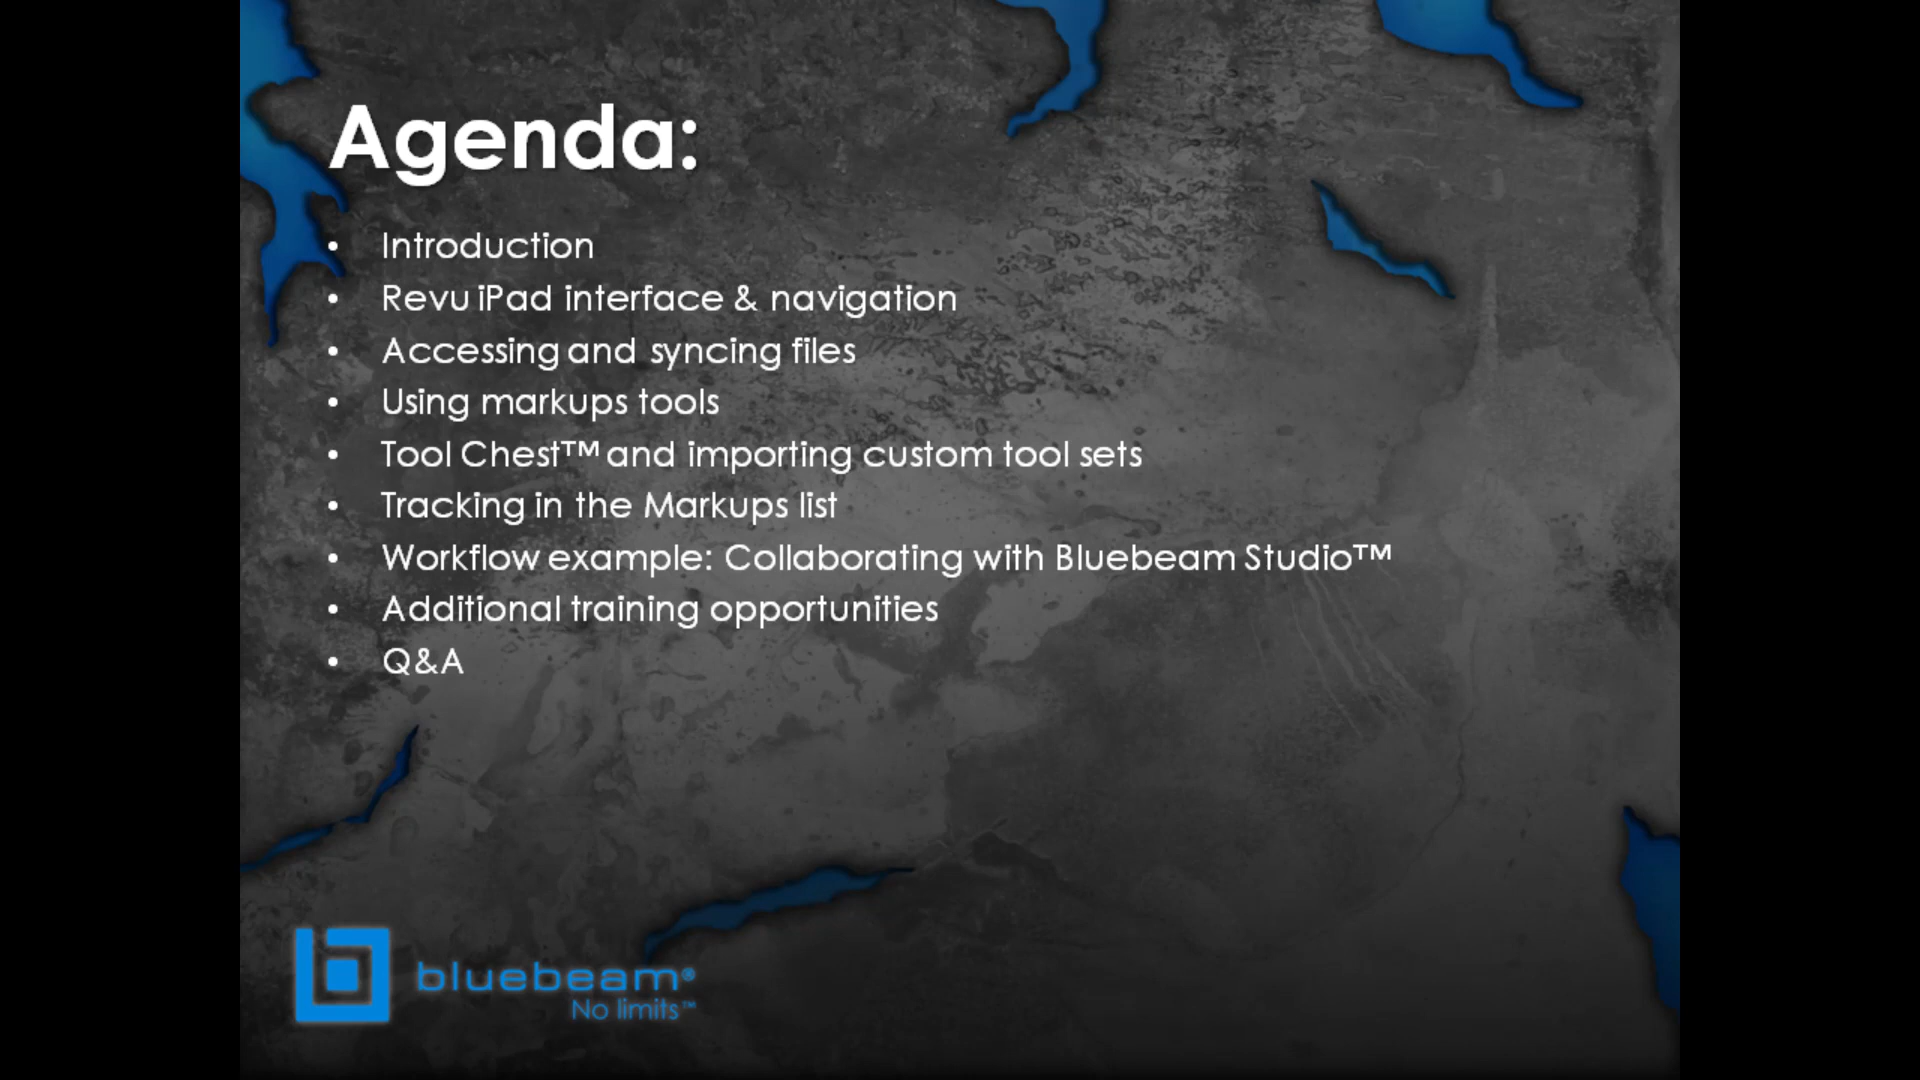 Agenda:
• Introduction
• Revu iPad interface & navigation
• Accessing and syncing files
• Using markups tools
• Tool Chest™ and importing custom tool sets
• Tracking in the Markups list
• Workflow example: Collaborating with Bluebeam Studio™
• Additional training opportunities
• Q&A
bluebeam®
No limits™